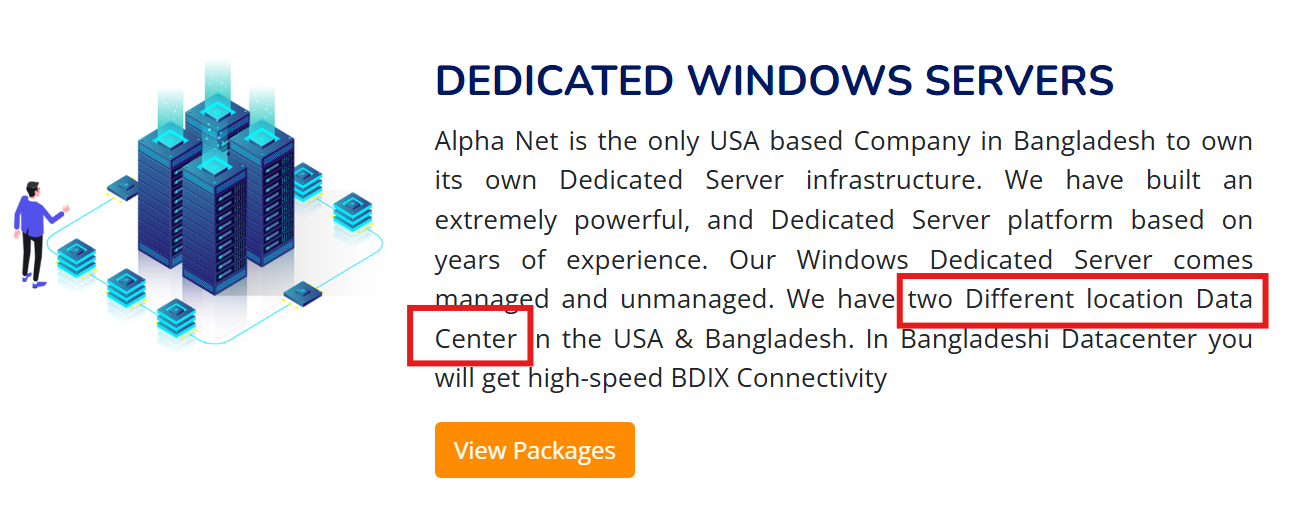 DEDICATED WINDOWS SERVERS
Alpha Net is the only USA based Company in Bangladesh to own
its own Dedicated Server infrastructure. We have built an
extremely powerful, and Dedicated Server platform based on
years of experience. Our Windows Dedicated Server comes
managed and unmanaged. We have two Different location Data
Center in the USA & Bangladesh. In Bangladeshi Datacenter you
will get high-speed BDIX Connectivity
View Packages